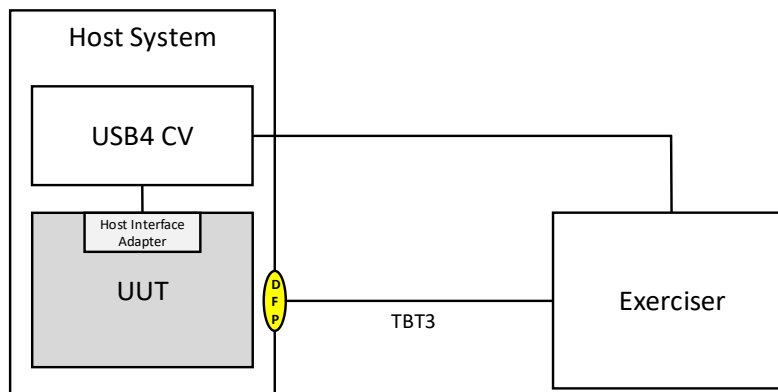 Host System
USB4 CV
Host Interface
Adapter
UUT
D
F
P
TBT3
Exerciser